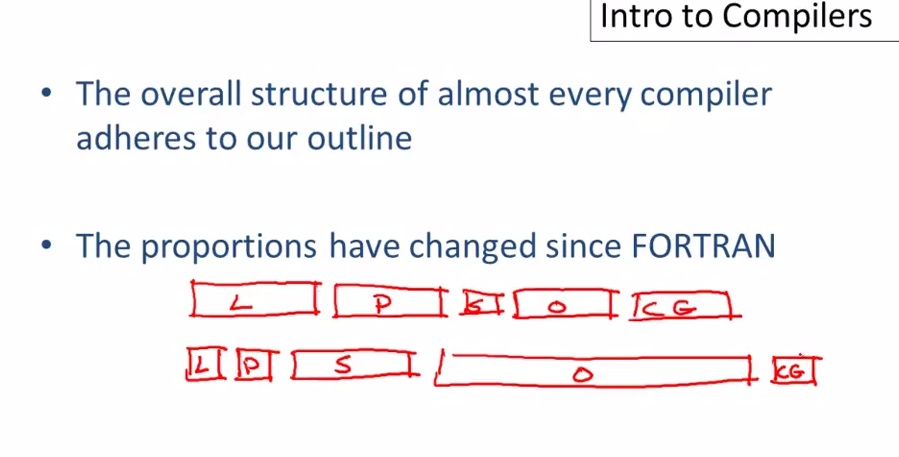 Intro to Compilers
• The overall structure of almost every compiler
adheres to our outline
• The proportions have changed since FORTRAN
L P S O CG
L P S O CG